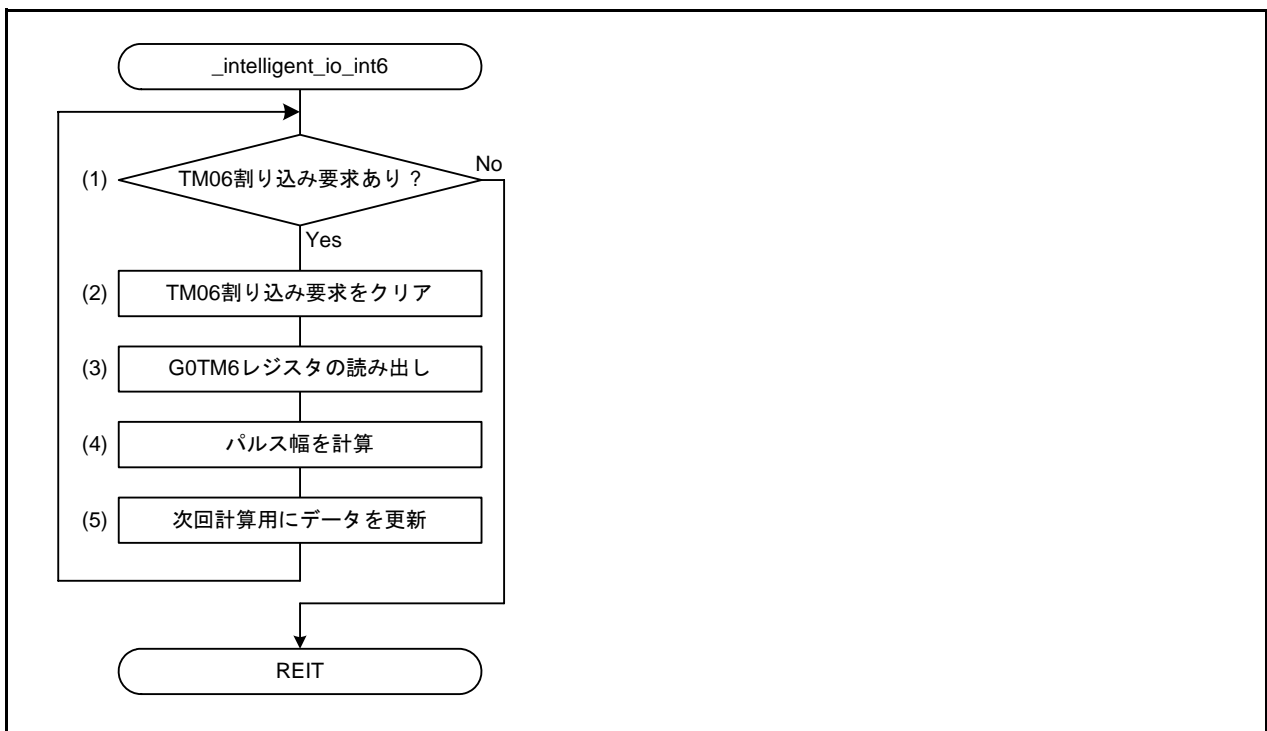 _intelligent_io_int6
(1) TM06割り込み要求あり？ No
Yes
(2) TM06割り込み要求をクリア
(3) G0TM6レジスタの読み出し
(4) パルス幅を計算
(5) 次回計算用にデータを更新
REIT